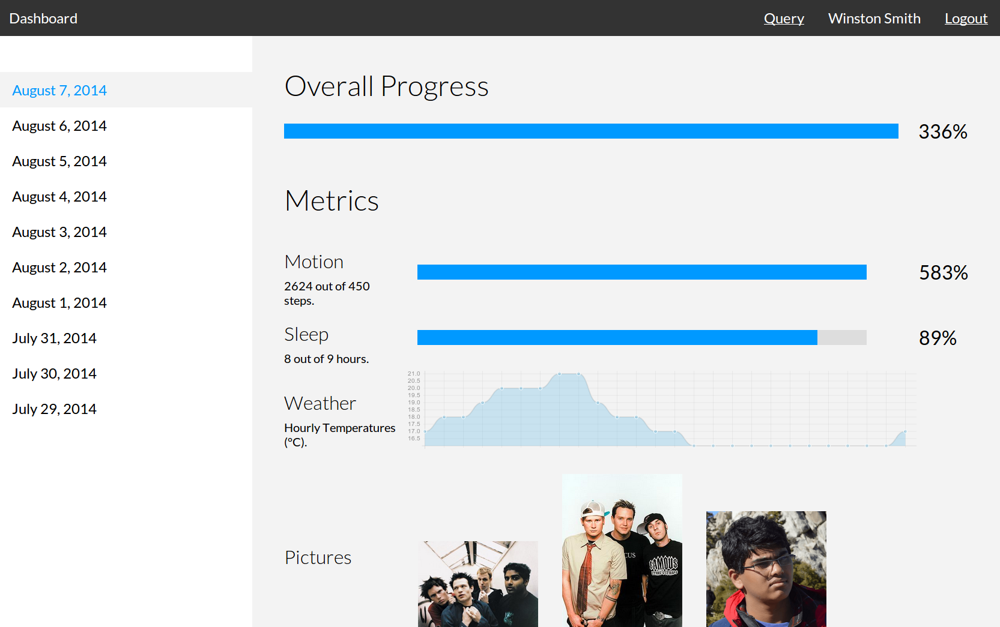 Dashboard
Query
Winston Smith
Logout
August 7, 2014
August 6, 2014
August 5, 2014
August 4, 2014
August 3, 2014
August 2, 2014
August 1, 2014
July 31, 2014
July 30, 2014
July 29, 2014
Overall Progress
336%
Metrics
Motion
2624 out of 450
steps.
583%
Sleep
8 out of 9 hours.
89%
Weather
Hourly Temperatures
(°C).
21.0
20.5
20.0
19.5
19.0
18.5
18.0
17.5
17.0
16.5
Pictures
CUS
FAMOUS
STARS & STRAPS